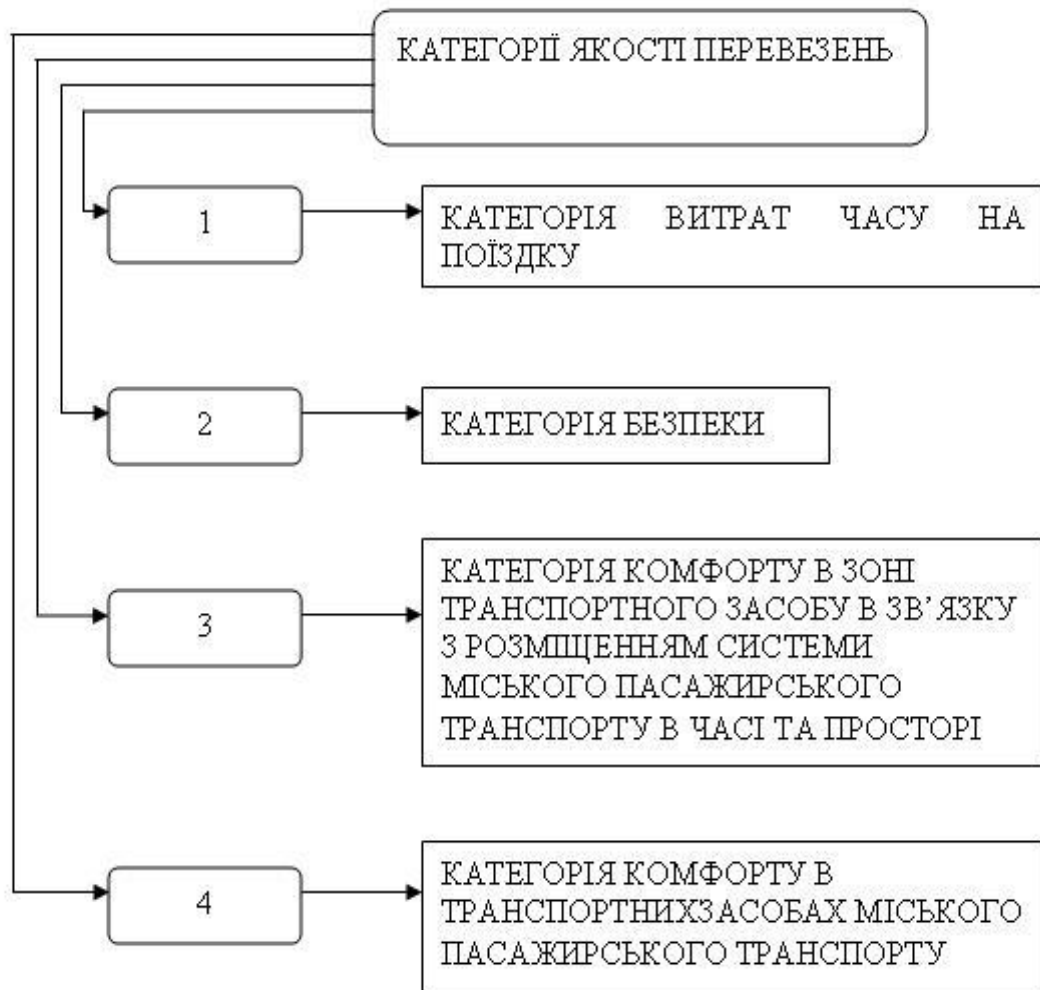 КАТЕГОРІЇ ЯКОСТІ ПЕРЕВЕЗЕНЬ
1
КАТЕГОРІЯ ВИТРАТ ЧАСУ НА
ПОЇЗДКУ
2
КАТЕГОРІЯ БЕЗПЕКИ
3
КАТЕГОРІЯ КОМФОРТУ В ЗОНІ
ТРАНСПОРТНОГО ЗАСОБУ В ЗВ’ЯЗКУ
З РОЗМІЩЕННЯМ СИСТЕМИ
МІСЬКОГО ПАСАЖИРСЬКОГО
ТРАНСПОРТУ В ЧАСІ ТА ПРОСТОРІ
4
КАТЕГОРІЯ КОМФОРТУ В
ТРАНСПОРТНИХЗАСОБАХ МІСЬКОГО
ПАСАЖИРСЬКОГО ТРАНСПОРТУ